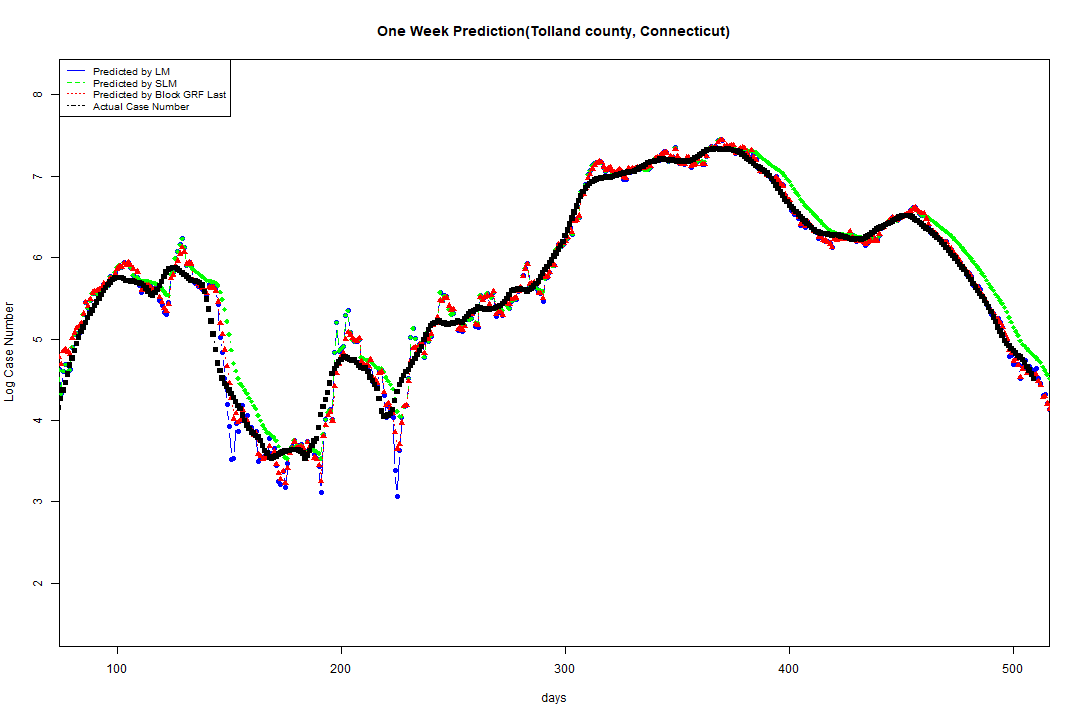 One Week Prediction(Tolland county, Connecticut)
Predicted by LM
Predicted by SLM
Predicted by Block GRF Last
Actual Case Number
8
7
6
5
4
3
2
Log Case Number
100 200 300 400 500
days